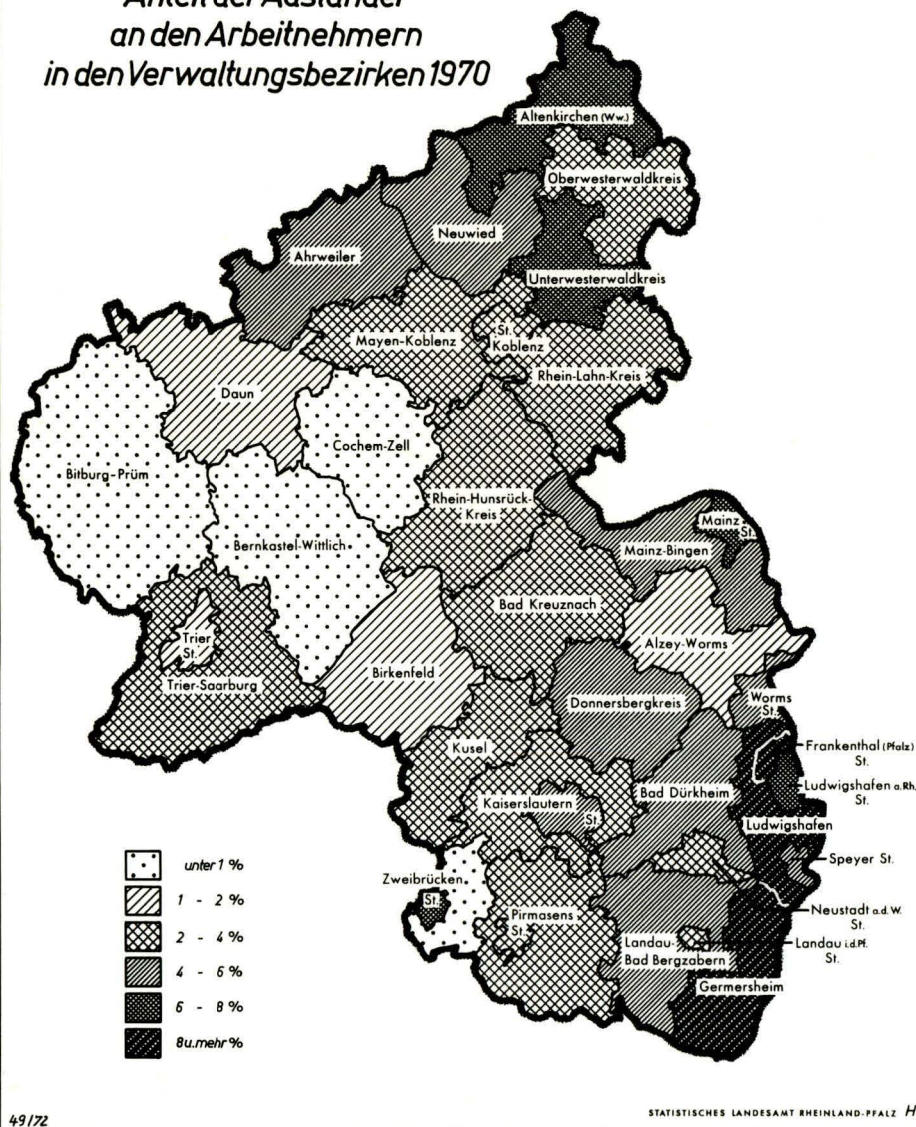 Anteil der Ausländer
an den Arbeitnehmern
in den Verwaltungsbezirken 1970
Altenkirchen (Ww.)
Oberwesterwaldkreis
Neuwied
Ahrweiler
Unterwesterwaldkreis
St.
Koblenz
Mayen-Koblenz
Rhein-Lahn-Kreis
Daun
Cochem-Zell
Bitburg-Prüm
Rhein-Hunsrück-
Kreis
Mainz
St.
Bernkastel-Wittlich
Mainz-Bingen
Bad Kreuznach
Trier
St.
Alzey-Worms
Birkenfeld
Trier-Saarburg
Donnersbergkreis
Worms
St.
Kusel
Frankenthal (Pfalz)
St.
Ludwigshafen a.Rh.
St.
Bad Dürkheim
Kaiserslautern
St.
Ludwigshafen
Speyer St.
Zweibrücken
St.
Neustadt a.d.W.
St.
Pirmasens
St.
Landau-
Bad Bergzabern
Landau i.d.Pf.
St.
Germersheim
unter 1 %
1 - 2 %
2 - 4 %
4 - 6 %
6 - 8 %
8 u. mehr %
49/72
STATISTISCHES LANDESAMT RHEINLAND-PFALZ H